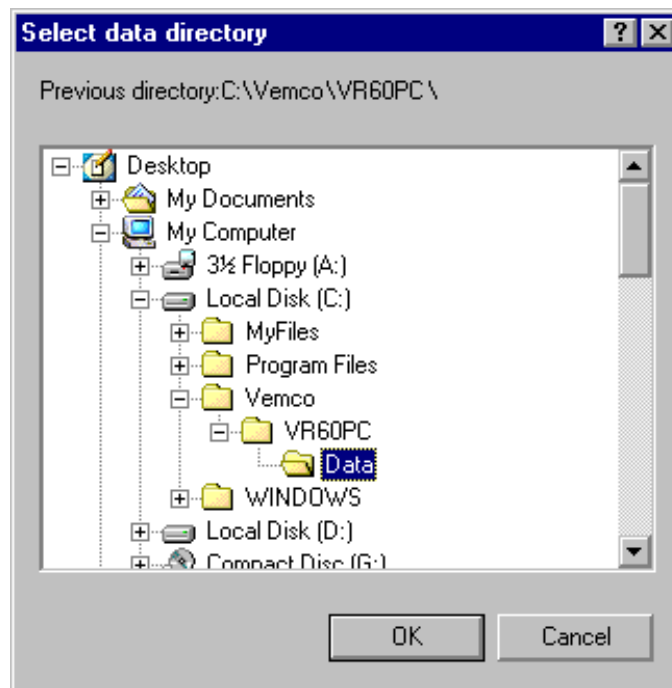 Select data directory
Previous directory:C:\Vemco\VR60PC\
Desktop
My Documents
My Computer
3½ Floppy (A:)
Local Disk (C:)
MyFiles
Program Files
Vemco
VR60PC
Data
WINDOWS
Local Disk (D:)
Compact Disc (G:)
OK Cancel